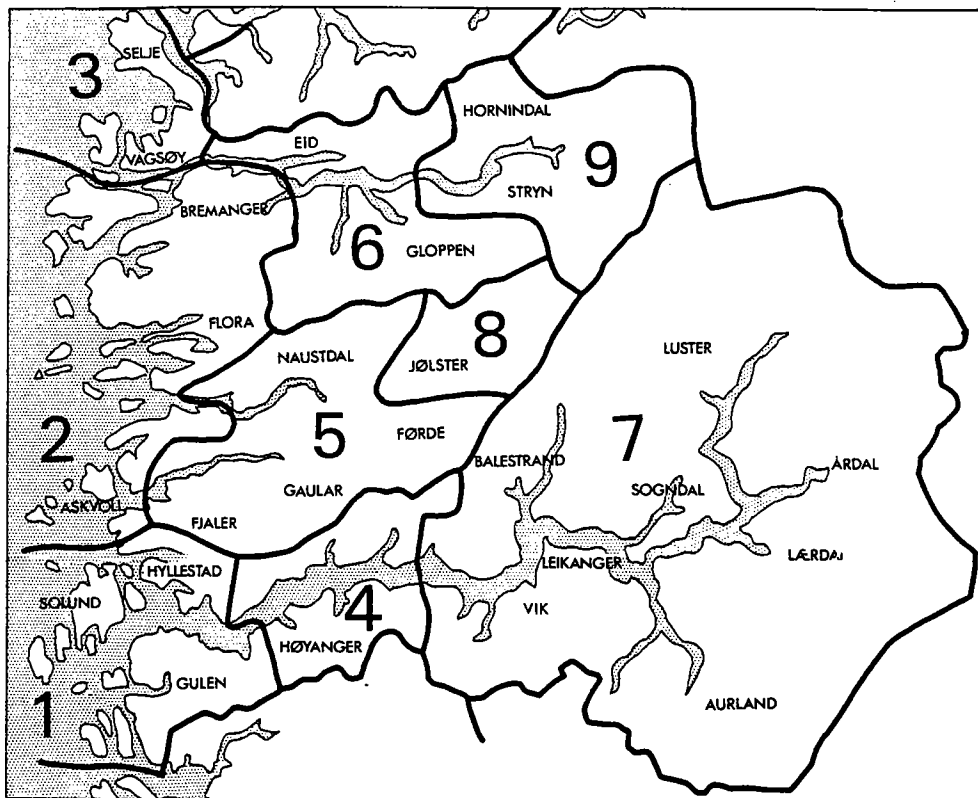 3
SELJE
VAGSØY
EID
HORNINDAL
9
STRYN
BREMANGER
6
GLOPPEN
FLORA
NAUSTDAL
8
JØLSTER
LUSTER
2
5
FØRDE
7
BALESTRAND
ÅRDAL
SOGNDAL
GAULAR
ASKVOLL
FJALER
LÆRDAL
HYLLESTAD
LEIKANGER
SOLUND
4
VIK
HØYANGER
GULEN
1
AURLAND